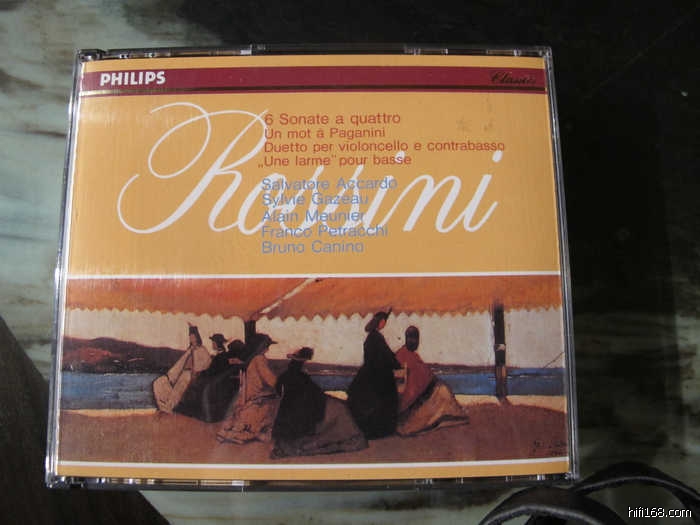 PHILIPS
Classics
Rossini
6 Sonate a quattro
Un mot á Paganini
Duetto per violoncello e contrabasso
„Une larme” pour basse
Salvatore Accardo
Sylvie Gazeau
Alain Meunier
Franco Petracchi
Bruno Canino
hifi168.com